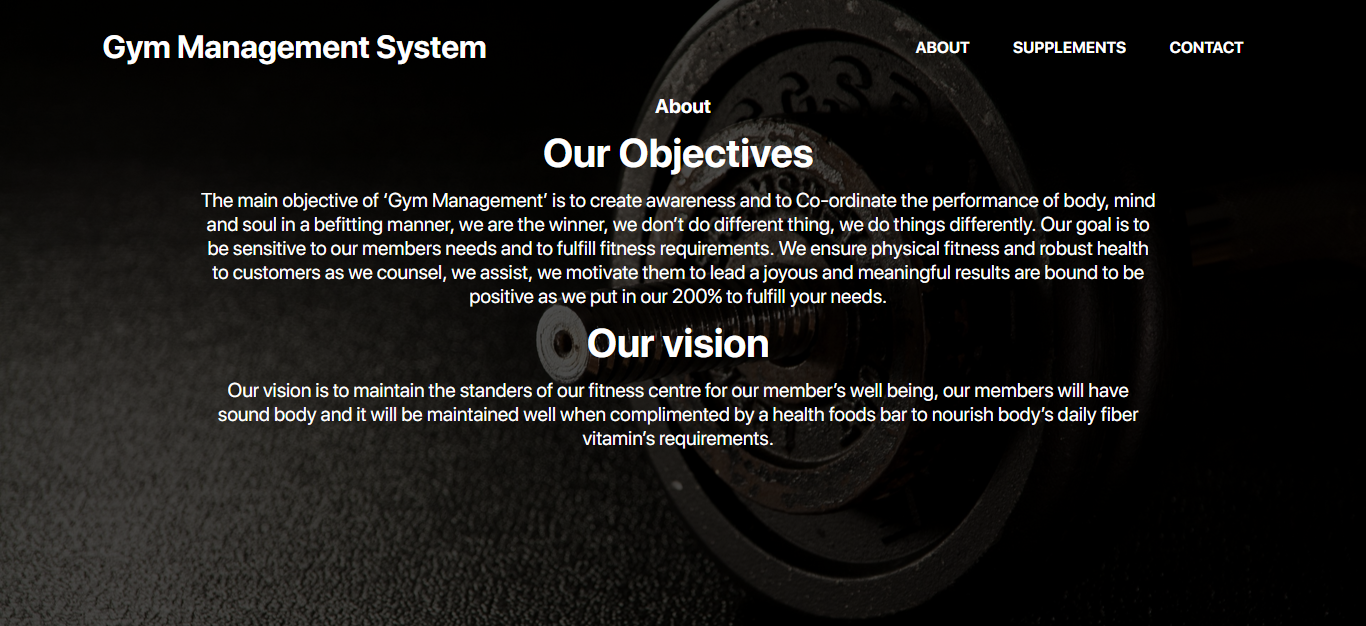 Gym Management System
ABOUT
SUPPLEMENTS
CONTACT
About
Our Objectives
The main objective of ‘Gym Management’ is to create awareness and to Co-ordinate the performance of body, mind
and soul in a befitting manner, we are the winner, we don’t do different thing, we do things differently. Our goal is to
be sensitive to our members needs and to fulfill fitness requirements. We ensure physical fitness and robust health
to customers as we counsel, we assist, we motivate them to lead a joyous and meaningful results are bound to be
positive as we put in our 200% to fulfill your needs.
Our vision
Our vision is to maintain the standers of our fitness centre for our member’s well being, our members will have
sound body and it will be maintained well when complimented by a health foods bar to nourish body’s daily fiber
vitamin’s requirements.